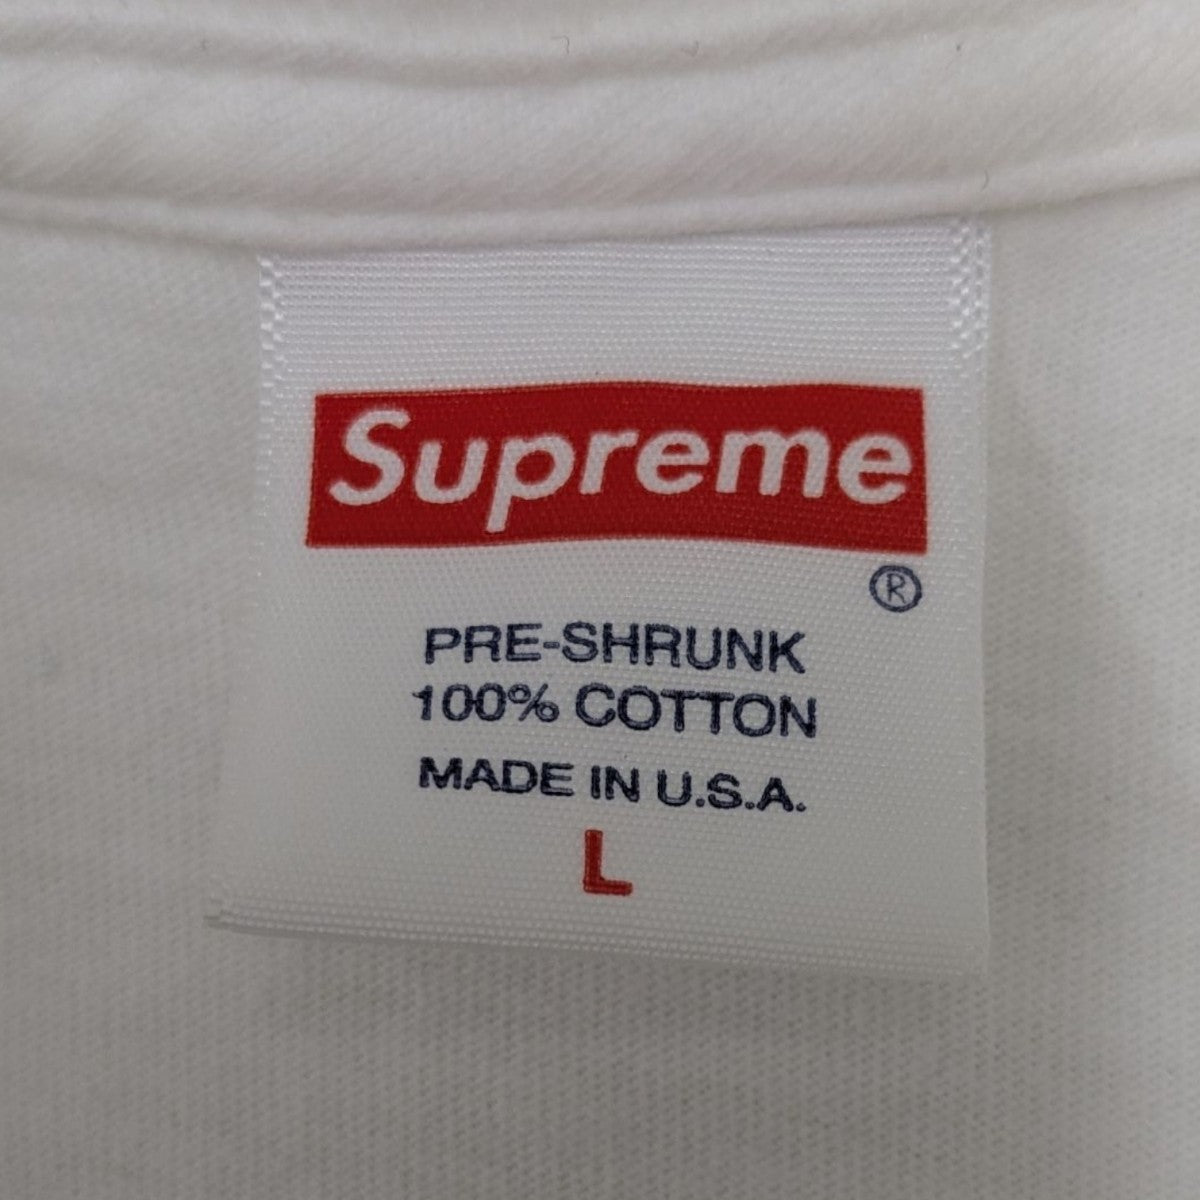 Supreme
®
PRE-SHRUNK
100% COTTON
MADE IN U.S.A.
L